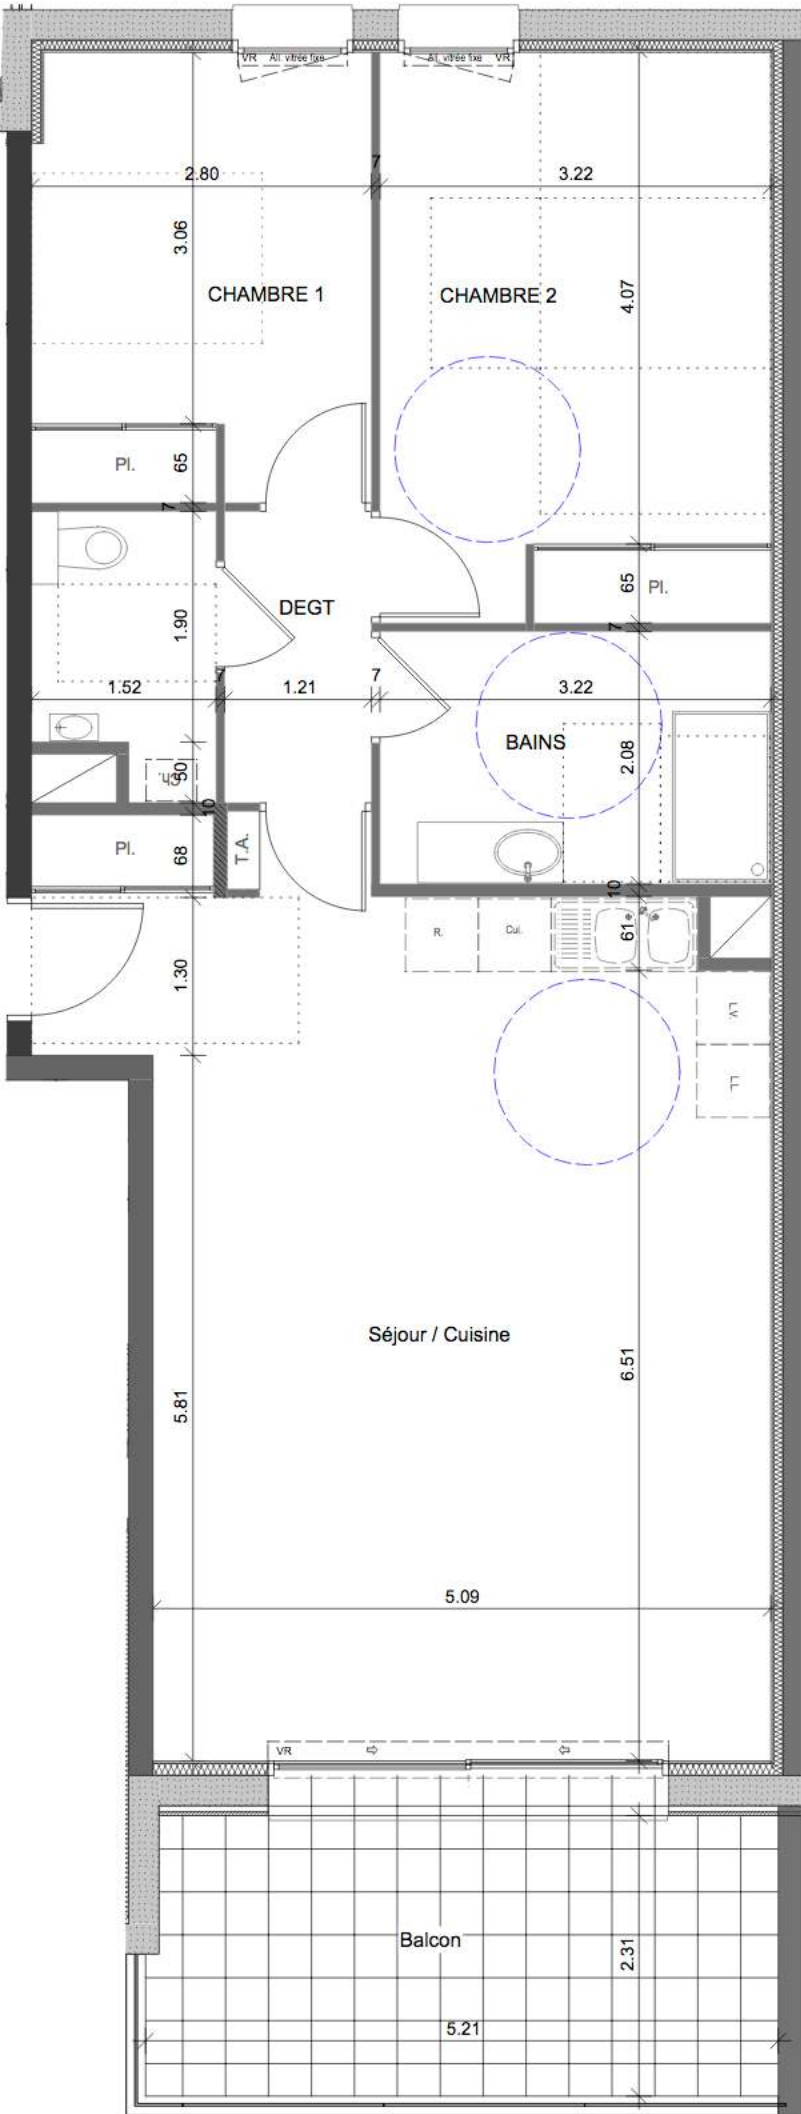 VR All. vitrée fixe
All. vitrée fixe VR
2.80
7
3.22
3.06
4.07
CHAMBRE 1
CHAMBRE 2
Pl.
65
7
65
Pl.
7
DEGT
1.90
1.52
7
1.21
7
3.22
BAINS
2.08
50
10
Pl.
68
T.A.
10
R.
Cui.
61
1.30
LV.
LL
Séjour / Cuisine
6.51
5.81
5.09
VR
Balcon
2.31
5.21